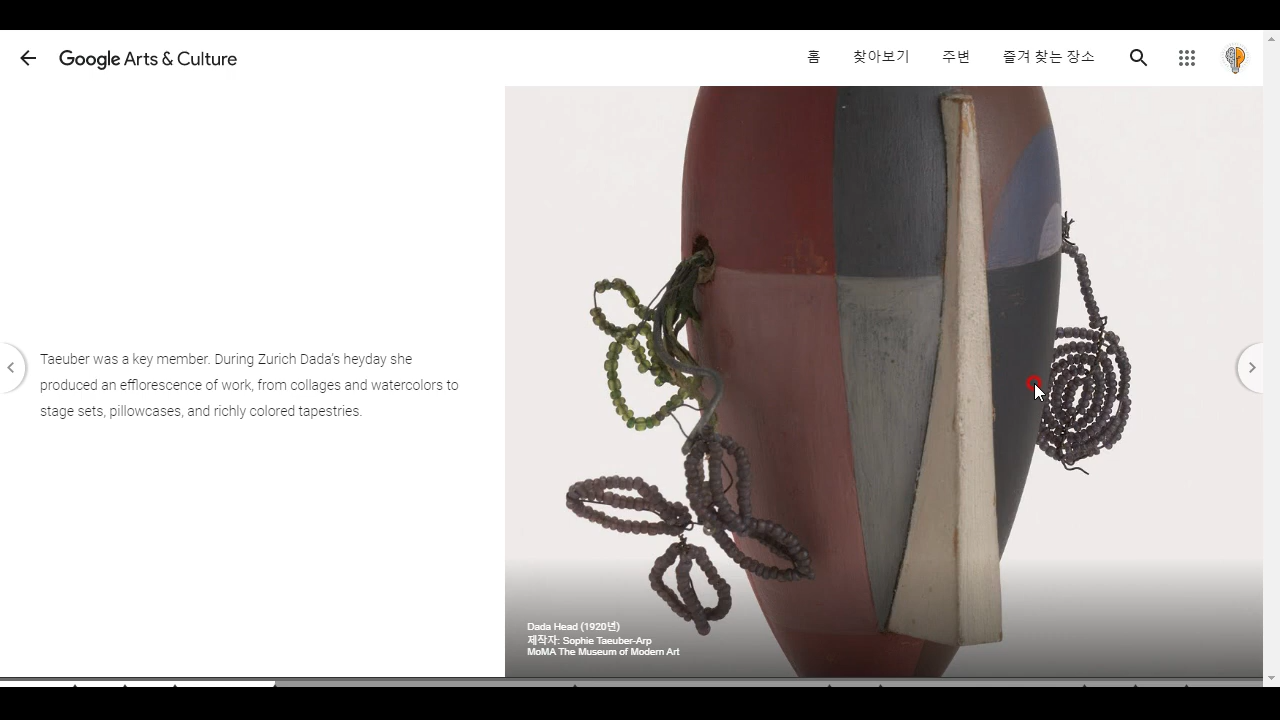 Google Arts & Culture
홈 찾아보기 주변 즐겨 찾는 장소
Taeuber was a key member. During Zurich Dada's heyday she
produced an efflorescence of work, from collages and watercolors to
stage sets, pillowcases, and richly colored tapestries.
Dada Head (1920년)
제작자: Sophie Taeuber-Arp
MoMA The Museum of Modern Art